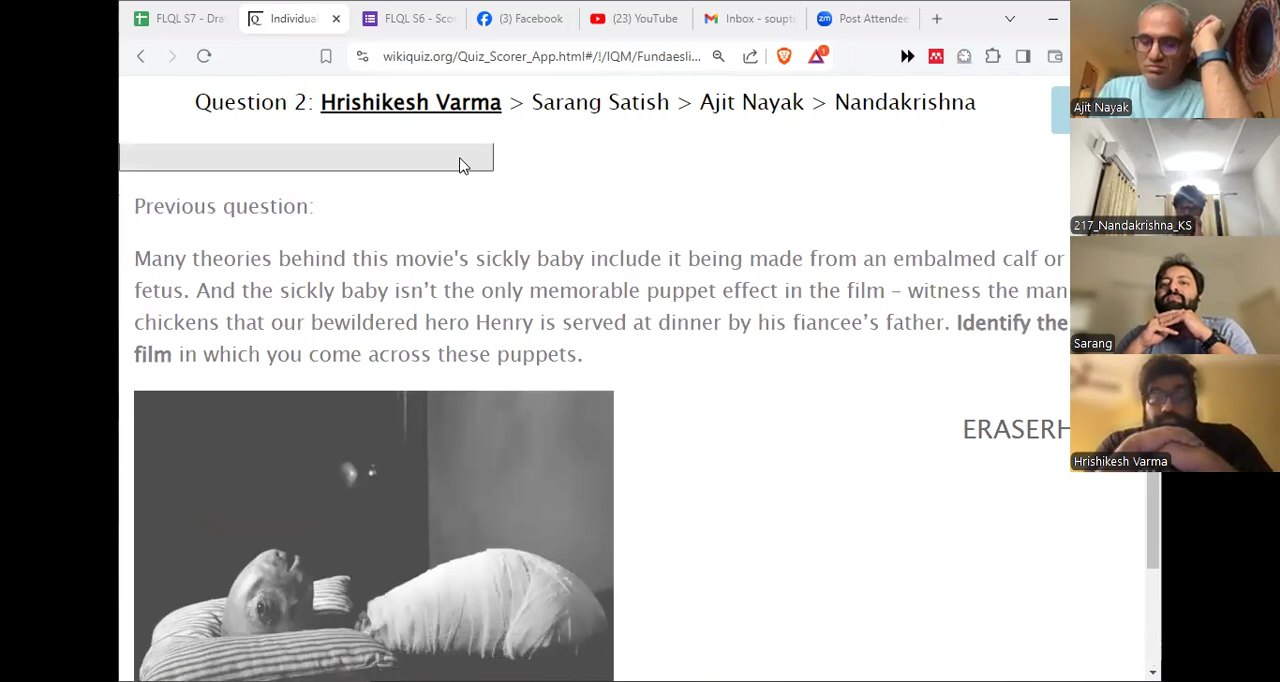 FLQL S7 - Dra
Individual
FLQL S6 - Sco
(3) Facebook
(23) YouTube
Inbox - soupti
Post Attendee
wikiquiz.org/Quiz_Scorer_App.html#/!/IQM/Fundaesli...
1
Question 2: Hrishikesh Varma > Sarang Satish > Ajit Nayak > Nandakrishna
Previous question:
Many theories behind this movie's sickly baby include it being made from an embalmed calf or
fetus. And the sickly baby isn't the only memorable puppet effect in the film – witness the man
chickens that our bewildered hero Henry is served at dinner by his fiancee's father. Identify the
film in which you come across these puppets.
ERASERH
Ajit Nayak
217_Nandakrishna_KS
Sarang
Hrishikesh Varma